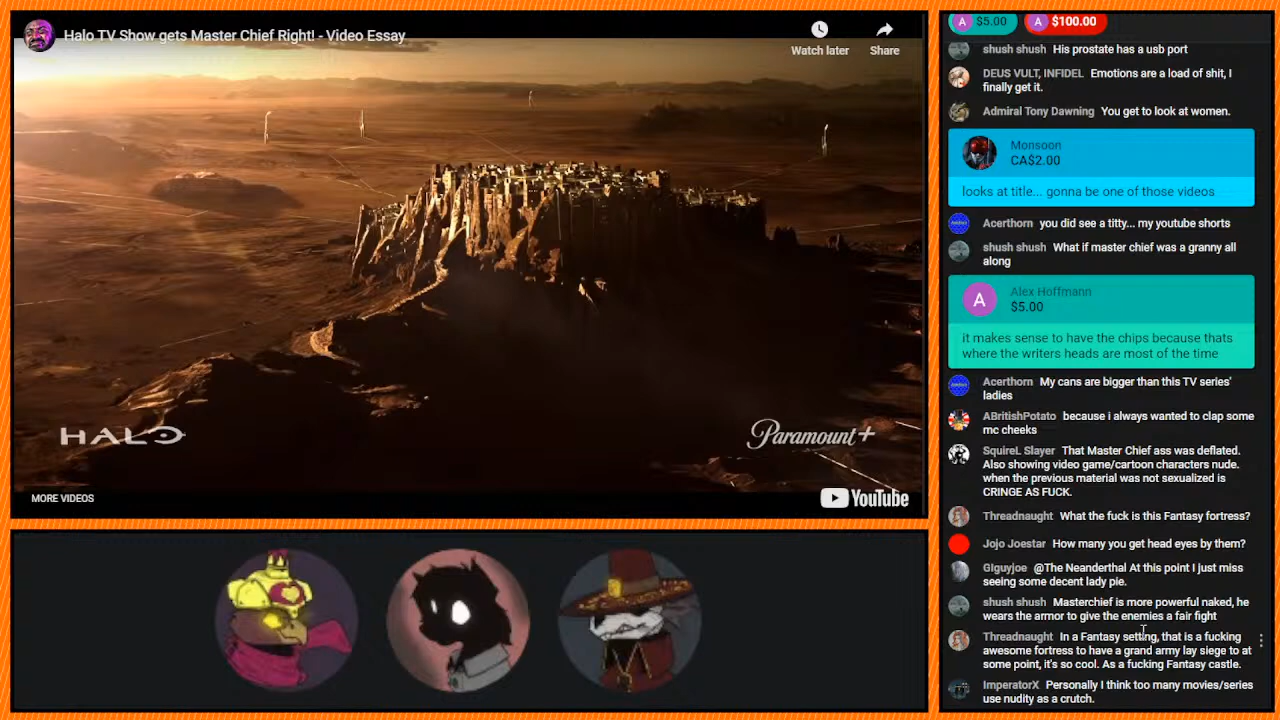 Halo TV Show gets Master Chief Right! - Video Essay
Watch later
Share
HALO
Paramount+
MORE VIDEOS
YouTube
A $5.00
A $100.00
shush shush His prostate has a usb port
DEUS VULT, INFIDEL Emotions are a load of shit, I
finally get it.
Admiral Tony Dawning You get to look at women.
Monsoon
CA$2.00
looks at title... gonna be one of those videos
Acerthorn you did see a titty... my youtube shorts
shush shush What if master chief was a granny all
along
A
Alex Hoffmann
$5.00
it makes sense to have the chips because thats
where the writers heads are most of the time
Acerthorn My cans are bigger than this TV series'
ladies
ABritishPotato because i always wanted to clap some
mc cheeks
SquireL Slayer That Master Chief ass was deflated.
Also showing video game/cartoon characters nude.
when the previous material was not sexualized is
CRINGE AS FUCK.
Threadnaught What the fuck is this Fantasy fortress?
Jojo Joestar How many you get head eyes by them?
GIguyjoe @The Neanderthal At this point I just miss
seeing some decent lady pie.
shush shush Masterchief is more powerful naked, he
wears the armor to give the enemies a fair fight
Threadnaught In a Fantasy setting, that is a fucking
awesome fortress to have a grand army lay siege to at
some point, it's so cool. As a fucking Fantasy castle.
ImperatorX Personally I think too many movies/series
use nudity as a crutch.